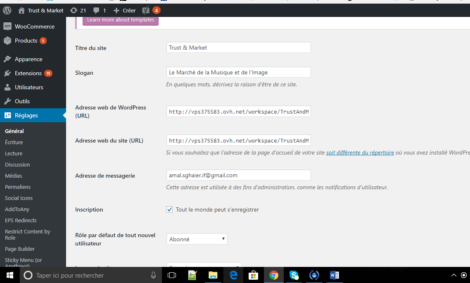 Trust & Market 21 1 + Créer 4
Learn more about templates.
WooCommerce
Products
Apparence
Extensions
Utilisateurs
Outils
Réglages
Général
Écriture
Lecture
Discussion
Médias
Permaliens
Social Icons
AddToAny
EPS Redirects
Restrict Content by
Role
Page Builder
Sticky Menu (or
Titre du site
Trust & Market
Slogan
Le Marché de la Musique et de l'Image
En quelques mots, décrivez la raison d'être de ce site.
Adresse web de WordPress
(URL)
http://vps375583.ovh.net/workspace/TrustAndM
Adresse web du site (URL)
http://vps375583.ovh.net/workspace/TrustAndM
Si vous souhaitez que l'adresse de la page d'accueil de votre site soit différente du répertoire où vous avez installé WordPre
Adresse de messagerie
amal.sghaier.if@gmail.com
Cette adresse est utilisée à des fins d'administration, comme les notifications d'utilisateur.
Inscription
Tout le monde peut s'enregistrer
Rôle par défaut de tout nouvel
utilisateur
Abonné
Taper ici pour rechercher